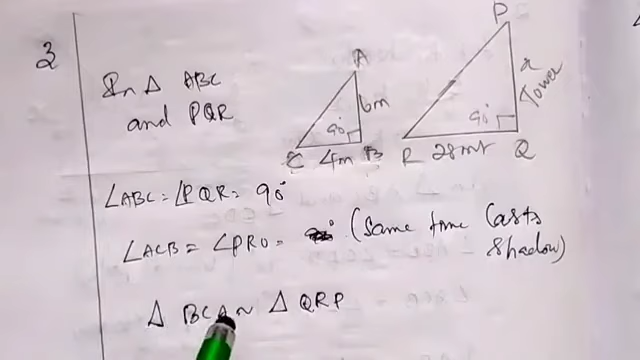 3
In Δ ABC
and PQR
A
6m
90°
C 4m B
P
x
Tower
90°
R 28mt Q
∠ABC = ∠PQR = 90°
∠ACB = ∠PRQ = (Same time Casts
Shadow)
Δ BCA ~ Δ QRP